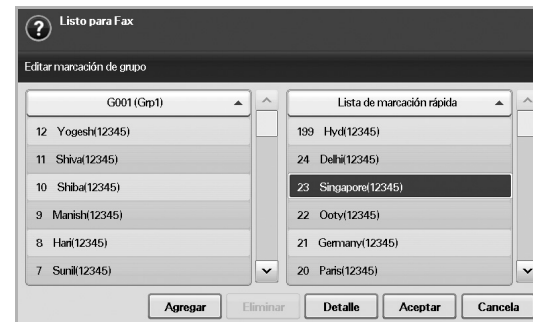 Listo para Fax
Editar marcación de grupo
G001 (Grp1)
12 Yogesh(12345)
11 Shiva(12345)
10 Shiba(12345)
9 Manish(12345)
8 Hari(12345)
7 Sunil(12345)
Lista de marcación rápida
199 Hyd(12345)
24 Delhi(12345)
23 Singapore(12345)
22 Ooty(12345)
21 Germany(12345)
20 Paris(12345)
Agregar Eliminar Detalle Aceptar Cancela